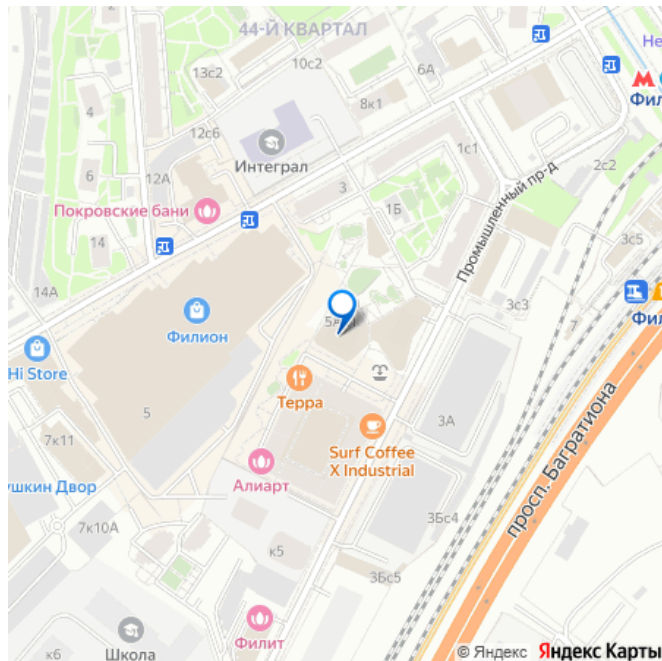 44-Й КВАРТАЛ
Не
13с2
10с2
6А
Фил
4
8к1
12с6
Интеграл
1с1
6
12А
3
2с2
Покровские бани
1Б
Промышленный пр-д
14
3с5
14А
3с3
Фил
Филион
7
Hi Store
Терра
5
3А
7к11
Surf Coffee
X Industrial
просп. Багратиона
Алиарт
ушкин Двор
7к10А
3Бс4
к5
3Бс5
Филит
к6
Школа
© Яндекс Яндекс Карты